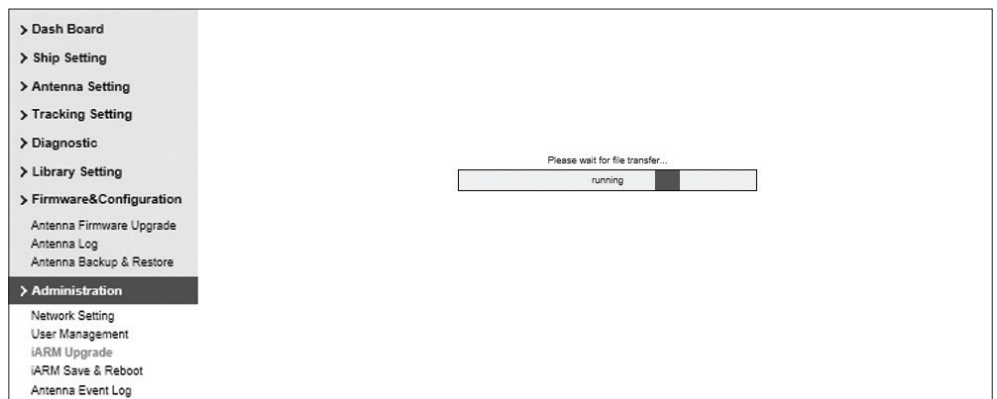 > Dash Board
> Ship Setting
> Antenna Setting
> Tracking Setting
> Diagnostic
> Library Setting
> Firmware&Configuration
Antenna Firmware Upgrade
Antenna Log
Antenna Backup & Restore
> Administration
Network Setting
User Management
iARM Upgrade
iARM Save & Reboot
Antenna Event Log
Please wait for file transfer...
running